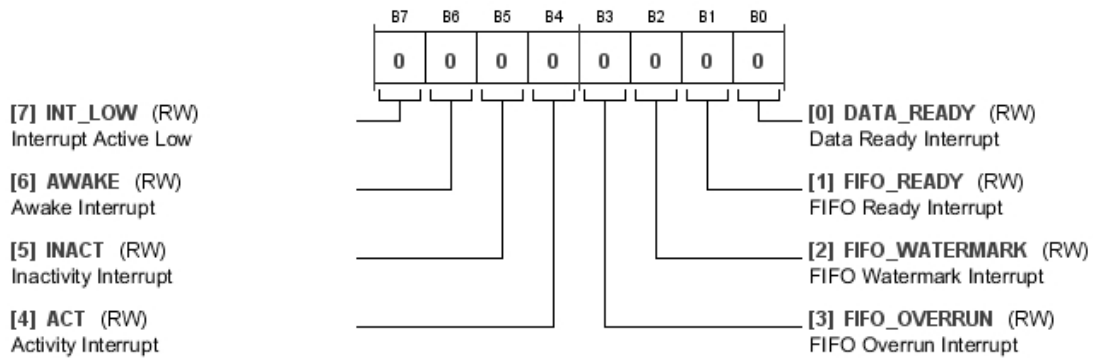 B7 B6 B5 B4 B3 B2 B1 B0
0 0 0 0 0 0 0 0
[7] INT_LOW (RW)
Interrupt Active Low
[6] AWAKE (RW)
Awake Interrupt
[5] INACT (RW)
Inactivity Interrupt
[4] ACT (RW)
Activity Interrupt
[0] DATA_READY (RW)
Data Ready Interrupt
[1] FIFO_READY (RW)
FIFO Ready Interrupt
[2] FIFO_WATERMARK (RW)
FIFO Watermark Interrupt
[3] FIFO_OVERRUN (RW)
FIFO Overrun Interrupt